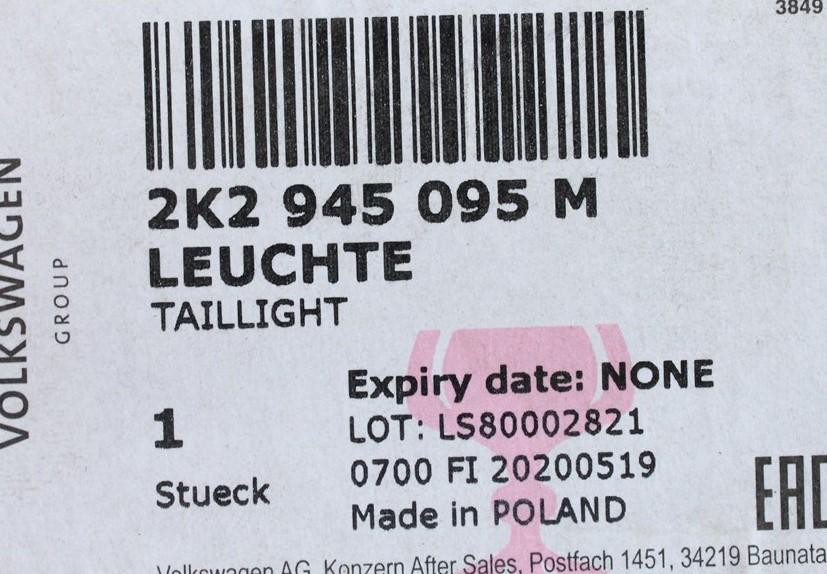 3849
VOLKSWAGEN
GROUP
2K2 945 095 M
LEUCHTE
TAILLIGHT
Expiry date: NONE
1
LOT: LS80002821
0700 FI 20200519
Stueck
Made in POLAND
EAC
Volkswagen AG, Konzern After Sales, Postfach 1451, 34219 Baunata